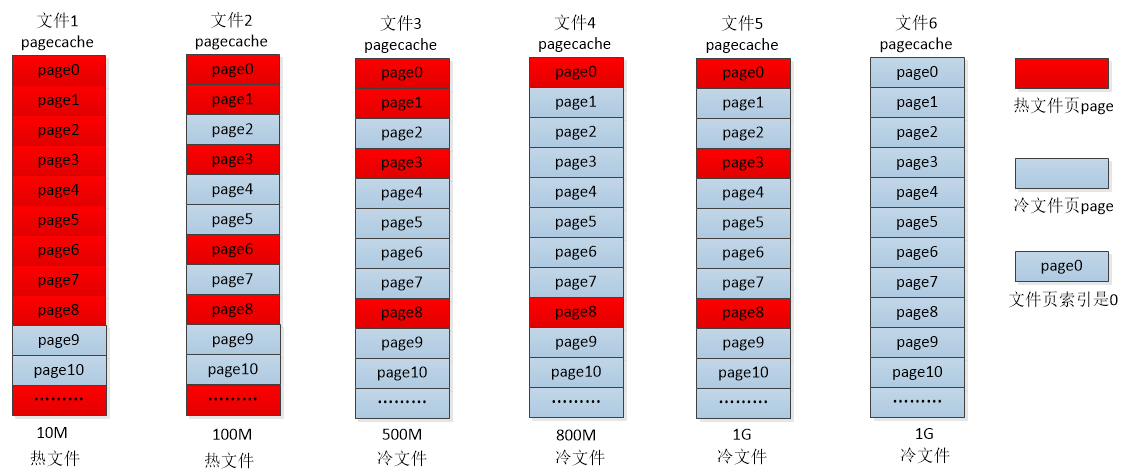 文件1
pagecache
page0
page1
page2
page3
page4
page5
page6
page7
page8
page9
page10
………
10M
热文件
文件2
pagecache
page0
page1
page2
page3
page4
page5
page6
page7
page8
page9
page10
………
100M
热文件
文件3
pagecache
page0
page1
page2
page3
page4
page5
page6
page7
page8
page9
page10
………
500M
冷文件
文件4
pagecache
page0
page1
page2
page3
page4
page5
page6
page7
page8
page9
page10
………
800M
冷文件
文件5
pagecache
page0
page1
page2
page3
page4
page5
page6
page7
page8
page9
page10
………
1G
冷文件
文件6
pagecache
page0
page1
page2
page3
page4
page5
page6
page7
page8
page9
page10
………
1G
冷文件
热文件页page
冷文件页page
page0
文件页索引是0